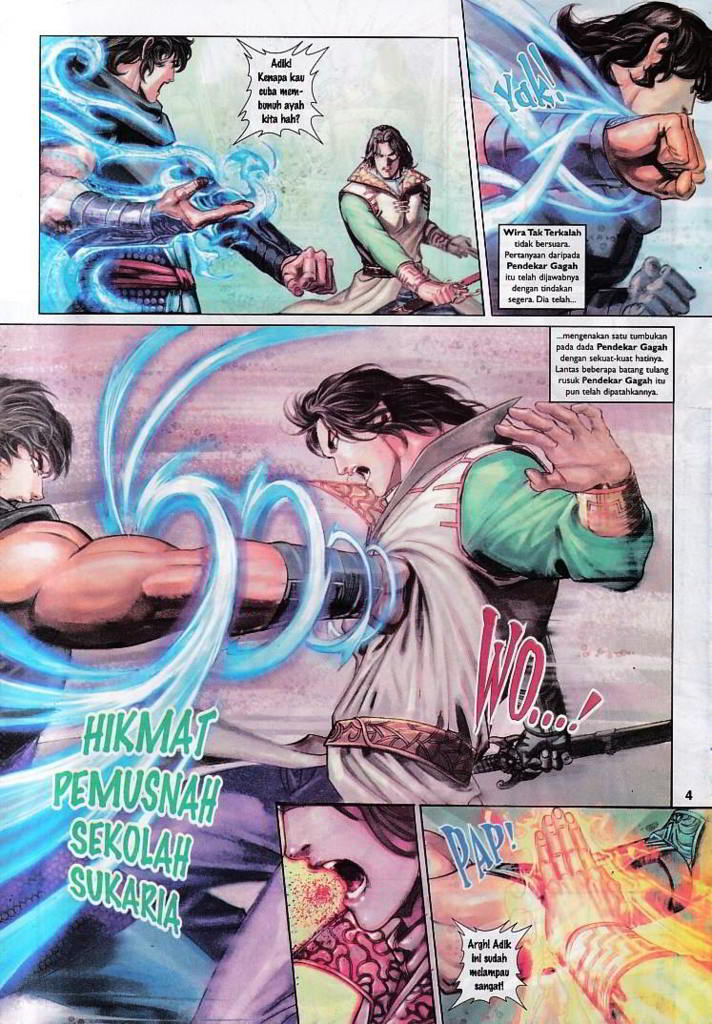 Adik!
Kenapa kau
cuba mem-
bunuh ayah
kita hah?
Yak!
Wira Tak Terkalah
tidak bersuara.
Pertanyaan daripada
Pendekar Gagah
itu telah dijawabnya
dengan tindakan
segera. Dia telah...
...mengenakan satu tumbukan
pada dada Pendekar Gagah
dengan sekuat-kuat hatinya.
Lantas beberapa batang tulang
rusuk Pendekar Gagah itu
pun telah dipatahkannya.
WO....!
HIKMAT
PEMUSNAH
SEKOLAH
SUKARIA
4
PAP!
Argh! Adik
ini sudah
melampau
sangat!